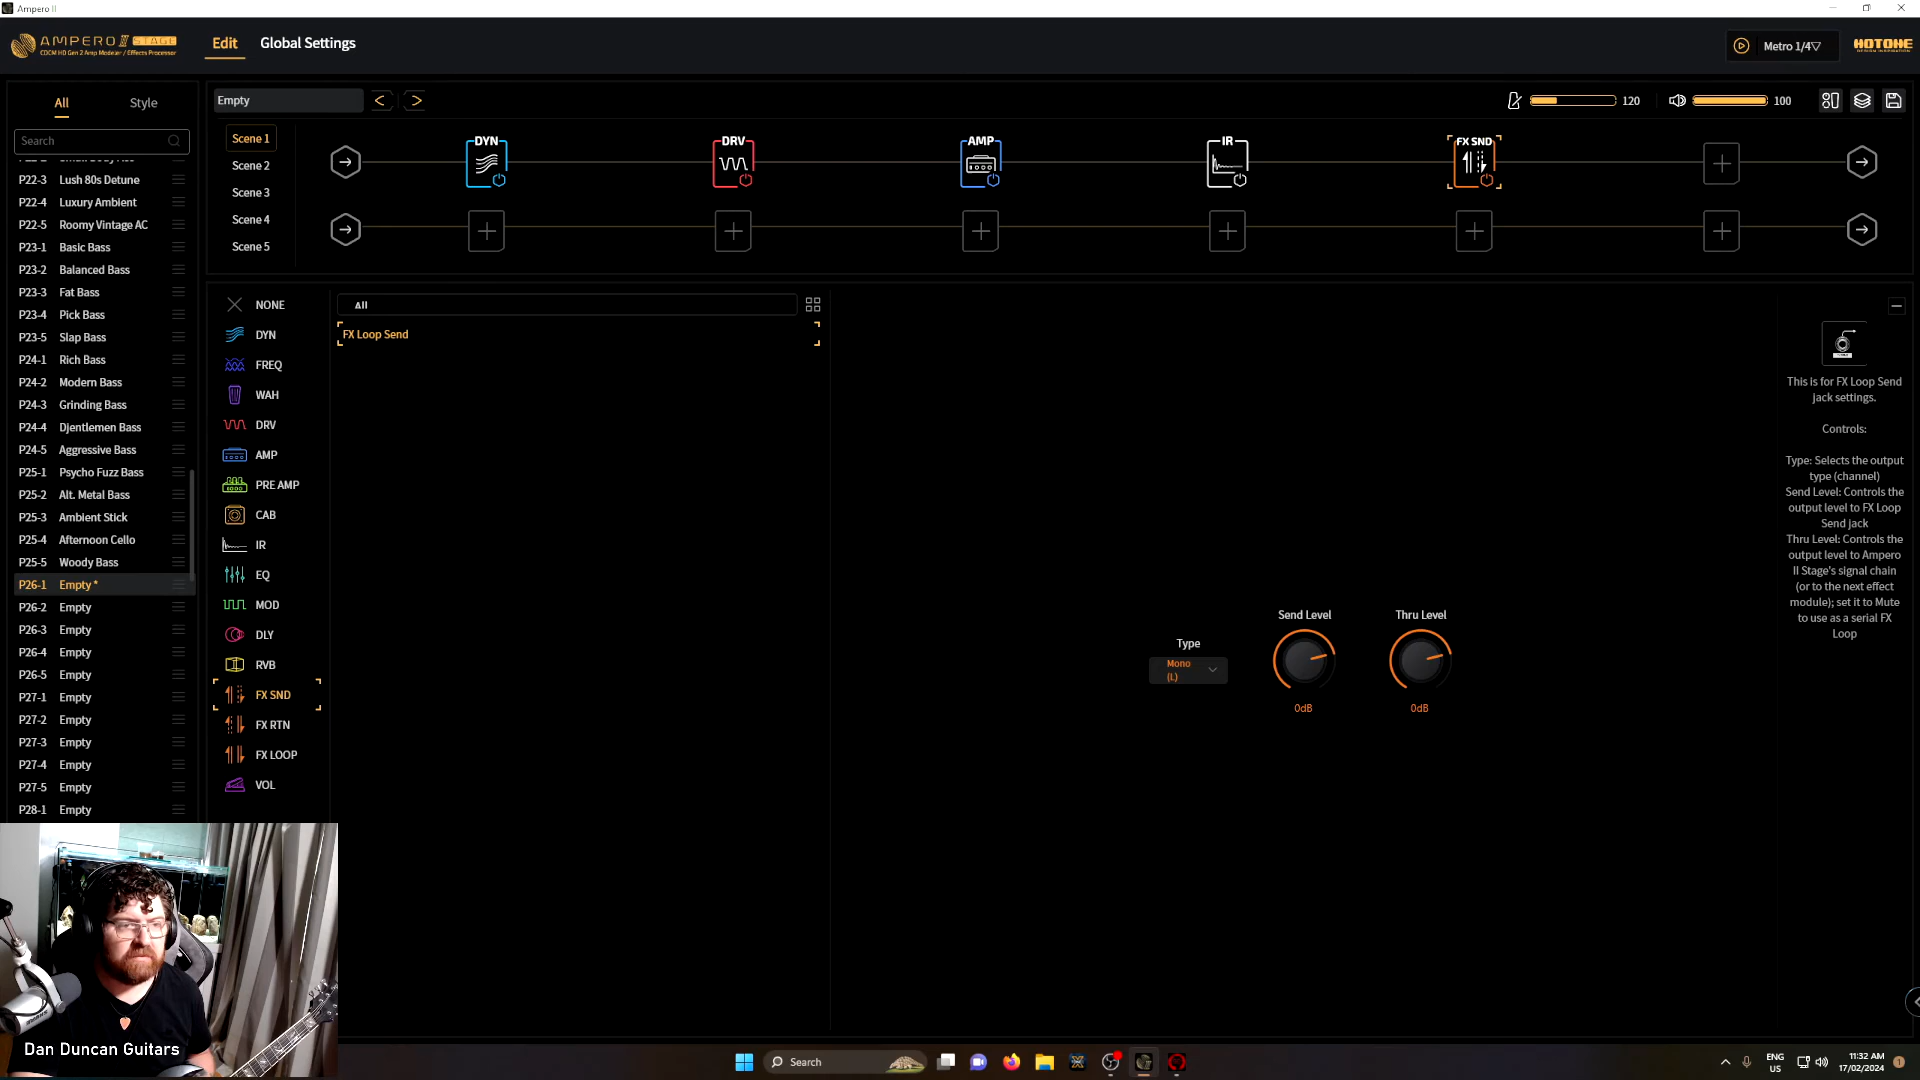 Ampero II
AMPERO II STAGE
CDCM HD Gen 2 Amp Modeler / Effects Processor
Edit
Global Settings
Metro 1/4
HOTONE
DESIGN INSPIRATION
All
Style
Search
P22-3 Lush 80s Detune
P22-4 Luxury Ambient
P22-5 Roomy Vintage AC
P23-1 Basic Bass
P23-2 Balanced Bass
P23-3 Fat Bass
P23-4 Pick Bass
P23-5 Slap Bass
P24-1 Rich Bass
P24-2 Modern Bass
P24-3 Grinding Bass
P24-4 Djentlemen Bass
P24-5 Aggressive Bass
P25-1 Psycho Fuzz Bass
P25-2 Alt. Metal Bass
P25-3 Ambient Stick
P25-4 Afternoon Cello
P25-5 Woody Bass
P26-1 Empty *
P26-2 Empty
P26-3 Empty
P26-4 Empty
P26-5 Empty
P27-1 Empty
P27-2 Empty
P27-3 Empty
P27-4 Empty
P27-5 Empty
P28-1 Empty
Empty
120
100
Scene 1
Scene 2
Scene 3
Scene 4
Scene 5
DYN
DRV
AMP
IR
FX SND
NONE
DYN
FREQ
WAH
DRV
AMP
PRE AMP
CAB
IR
EQ
MOD
DLY
RVB
FX SND
FX RTN
FX LOOP
VOL
All
FX Loop Send
Type
Mono
(L)
Send Level
0dB
Thru Level
0dB
This is for FX Loop Send
jack settings.
Controls:
Type: Selects the output
type (channel)
Send Level: Controls the
output level to FX Loop
Send jack
Thru Level: Controls the
output level to Ampero
II Stage's signal chain
(or to the next effect
module); set it to Mute
to use as a serial FX
Loop
Dan Duncan Guitars
Search
ENG
US
11:32 AM
17/02/2024
1